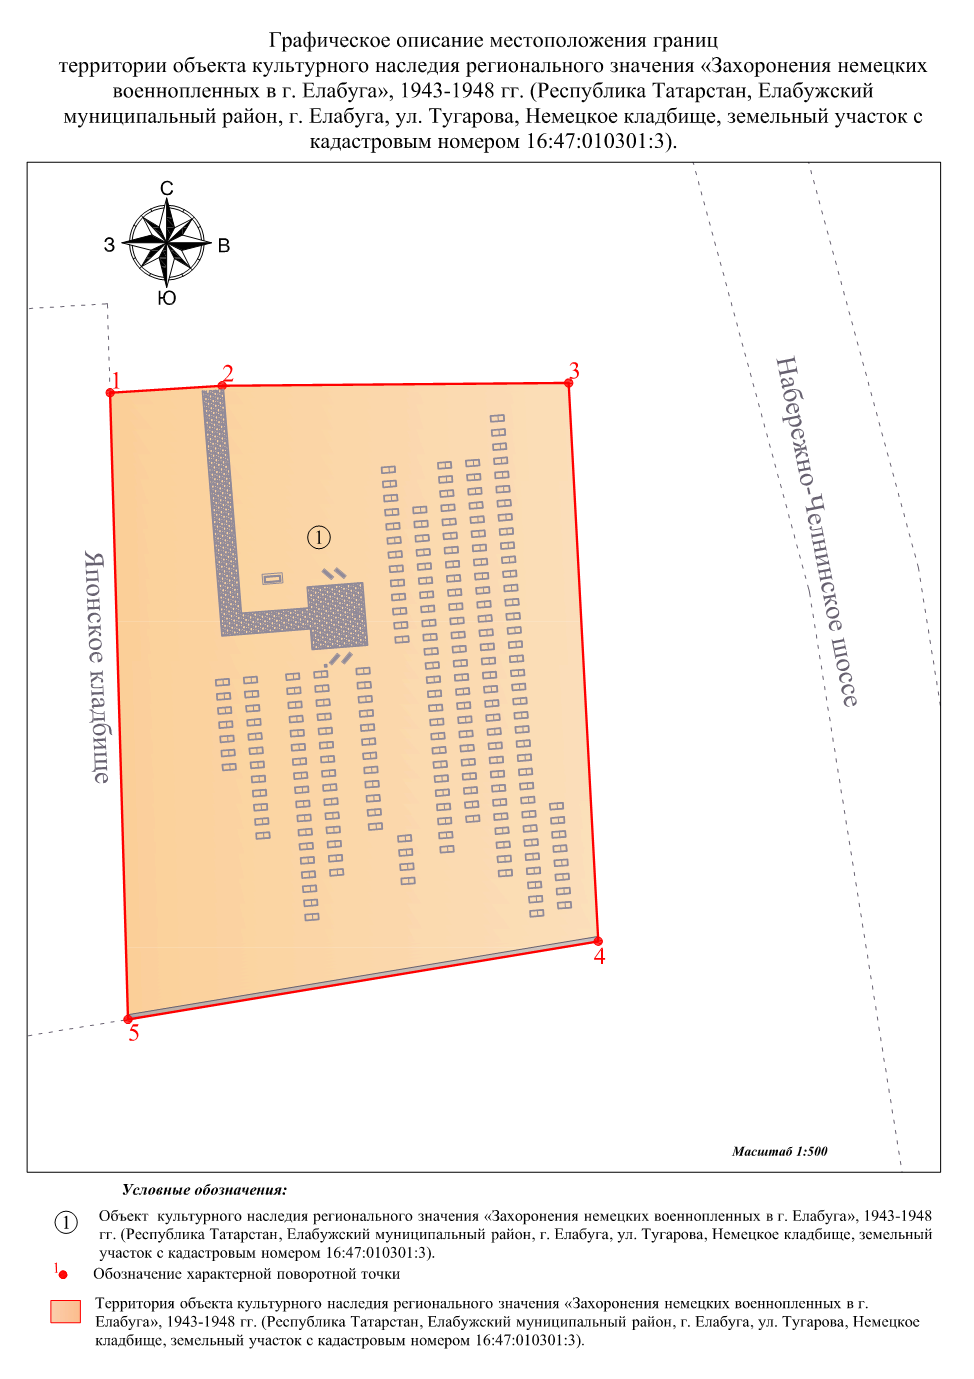 Графическое описание местоположения границ
территории объекта культурного наследия регионального значения «Захоронения немецких
военнопленных в г. Елабуга», 1943-1948 гг. (Республика Татарстан, Елабужский
муниципальный район, г. Елабуга, ул. Тугарова, Немецкое кладбище, земельный участок с
кадастровым номером 16:47:010301:3).
С
З
В
Ю
1
2
3
Набережно-Челнинское шоссе
1
Японское кладбище
4
5
Масштаб 1:500
Условные обозначения:
1
Объект культурного наследия регионального значения «Захоронения немецких военнопленных в г. Елабуга», 1943-1948
гг. (Республика Татарстан, Елабужский муниципальный район, г. Елабуга, ул. Тугарова, Немецкое кладбище, земельный
участок с кадастровым номером 16:47:010301:3).
1
Обозначение характерной поворотной точки
Территория объекта культурного наследия регионального значения «Захоронения немецких военнопленных в г.
Елабуга», 1943-1948 гг. (Республика Татарстан, Елабужский муниципальный район, г. Елабуга, ул. Тугарова, Немецкое
кладбище, земельный участок с кадастровым номером 16:47:010301:3).